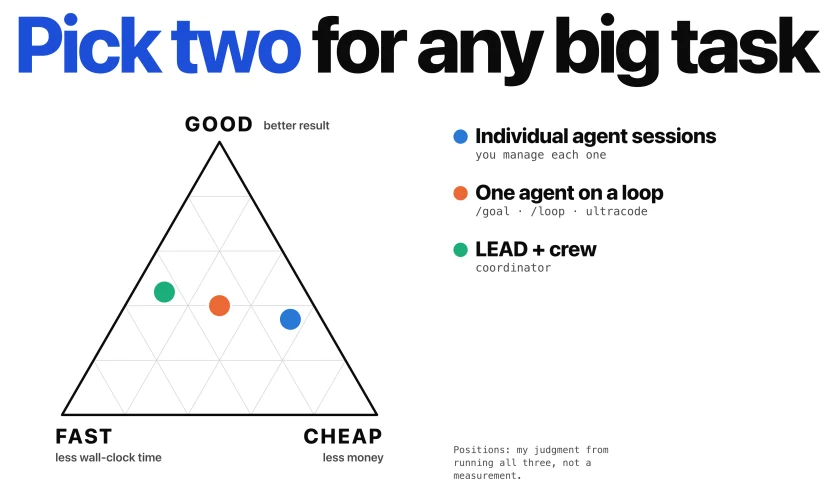 Pick two for any big task
GOOD better result
FAST
less wall-clock time
CHEAP
less money
Individual agent sessions
you manage each one
One agent on a loop
/goal · /loop · ultracode
LEAD + crew
coordinator
Positions: my judgment from
running all three, not a
measurement.